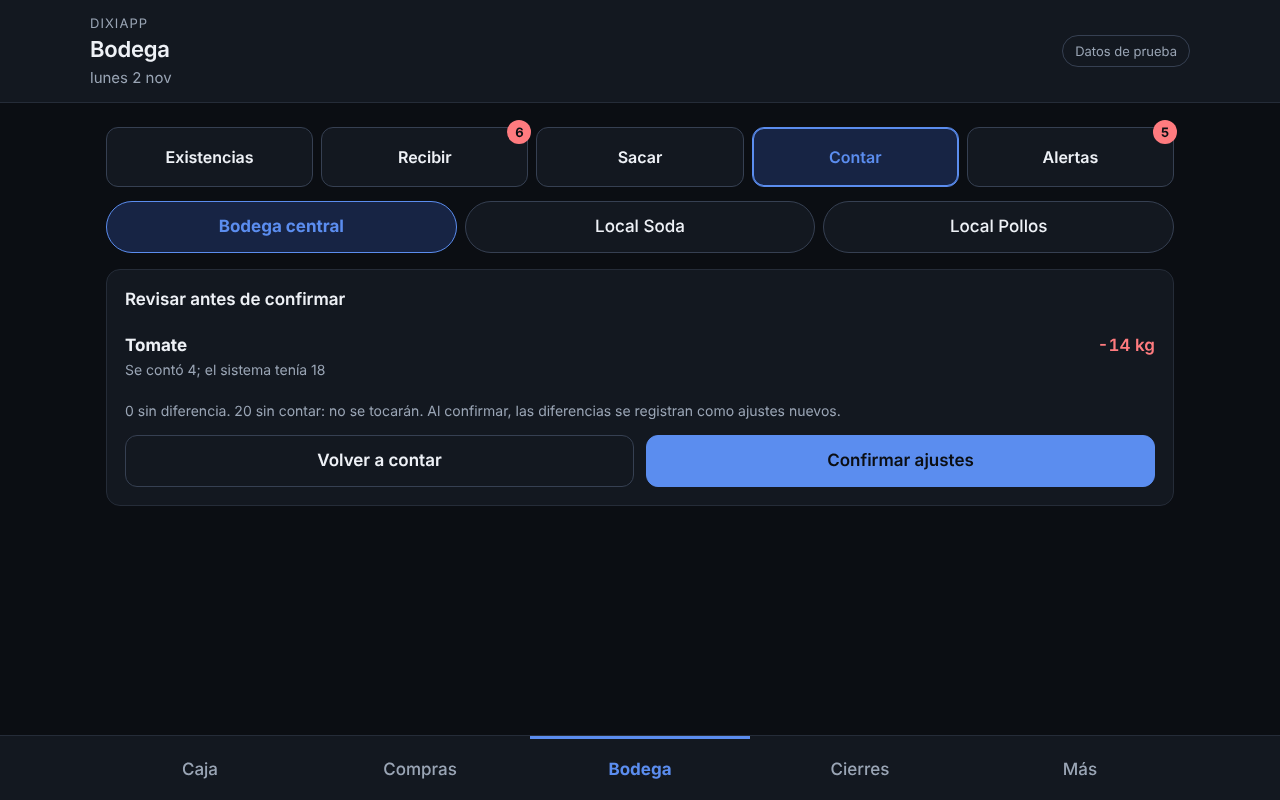 DIXIAPP
Bodega
lunes 2 nov
Datos de prueba
Existencias
Recibir
6
Sacar
Contar
Alertas
5
Bodega central
Local Soda
Local Pollos
Revisar antes de confirmar
Tomate
-14 kg
Se contó 4; el sistema tenía 18
0 sin diferencia. 20 sin contar: no se tocarán. Al confirmar, las diferencias se registran como ajustes nuevos.
Volver a contar
Confirmar ajustes
Caja
Compras
Bodega
Cierres
Más